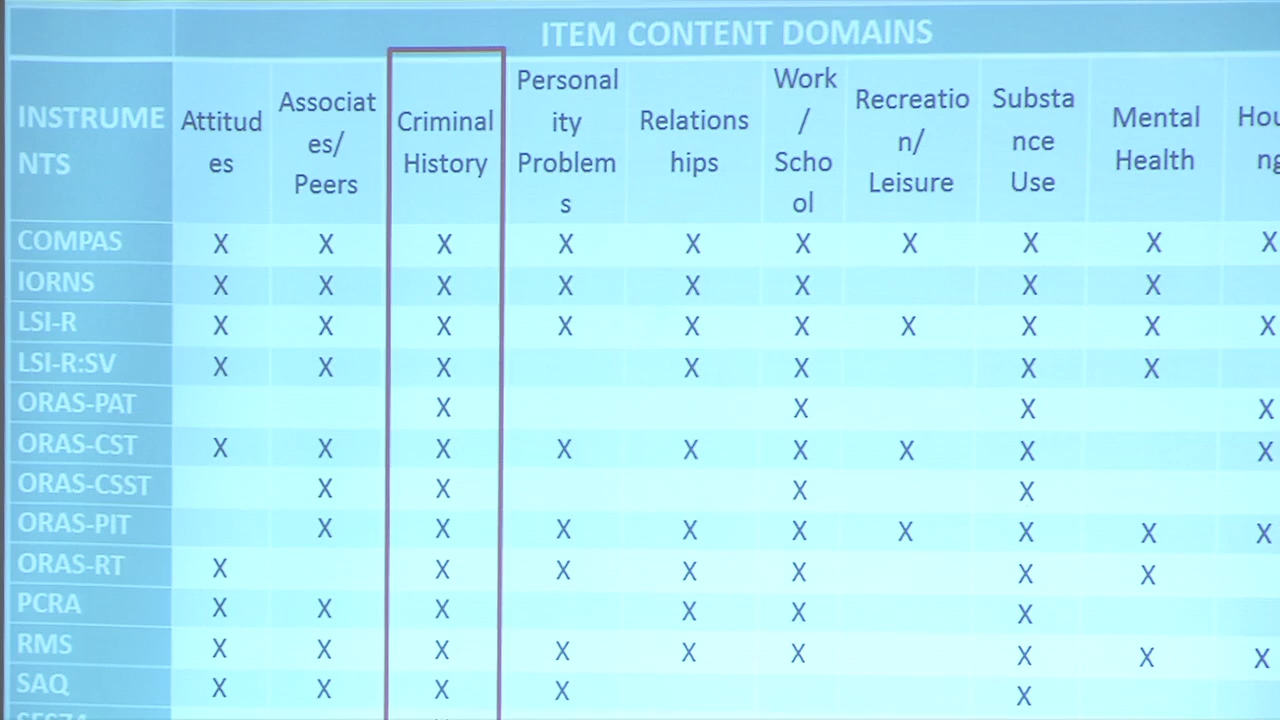 ITEM CONTENT DOMAINS
INSTRUME
NTS
Attitud
es
Associat
es/
Peers
Criminal
History
Personal
ity
Problem
s
Relations
hips
Work
/
Scho
ol
Recreatio
n/
Leisure
Substa
nce
Use
Mental
Health
Hou
ng
COMPAS X X X X X X X X X X
IORNS X X X X X X X X
LSI-R X X X X X X X X X X
LSI-R:SV X X X X X X X
ORAS-PAT X X X X
ORAS-CST X X X X X X X X X
ORAS-CSST X X X X
ORAS-PIT X X X X X X X X X
ORAS-RT X X X X X X X
PCRA X X X X X X
RMS X X X X X X X X X
SAQ X X X X X